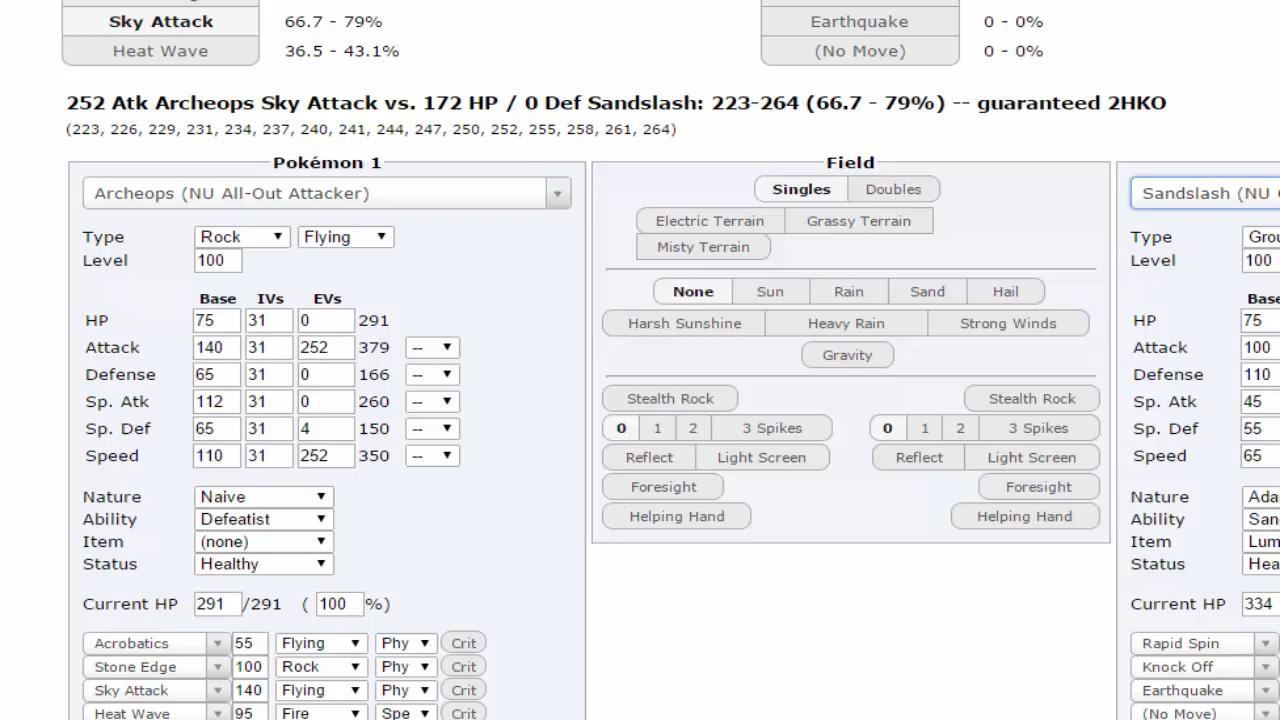 Sky Attack 66.7 - 79% Earthquake 0 - 0%
Heat Wave 36.5 - 43.1% (No Move) 0 - 0%
252 Atk Archeops Sky Attack vs. 172 HP / 0 Def Sandslash: 223-264 (66.7 - 79%) -- guaranteed 2HKO
(223, 226, 229, 231, 234, 237, 240, 241, 244, 247, 250, 252, 255, 258, 261, 264)
Pokémon 1
Archeops (NU All-Out Attacker)
Type Rock Flying
Level 100
Base IVs EVs
HP 75 31 0 291
Attack 140 31 252 379 --
Defense 65 31 0 166 --
Sp. Atk 112 31 0 260 --
Sp. Def 65 31 4 150 --
Speed 110 31 252 350 --
Nature Naive
Ability Defeatist
Item (none)
Status Healthy
Current HP 291 /291 ( 100 %)
Acrobatics 55 Flying Phy Crit
Stone Edge 100 Rock Phy Crit
Sky Attack 140 Flying Phy Crit
Heat Wave 95 Fire Spe Crit
Field
Singles Doubles
Electric Terrain Grassy Terrain
Misty Terrain
None Sun Rain Sand Hail
Harsh Sunshine Heavy Rain Strong Winds
Gravity
Stealth Rock Stealth Rock
0 1 2 3 Spikes 0 1 2 3 Spikes
Reflect Light Screen Reflect Light Screen
Foresight Foresight
Helping Hand Helping Hand
Sandslash (NU
Type Grou
Level 100
Base
HP 75
Attack 100
Defense 110
Sp. Atk 45
Sp. Def 55
Speed 65
Nature Ada
Ability San
Item Lum
Status Hea
Current HP 334
Rapid Spin
Knock Off
Earthquake
(No Move)